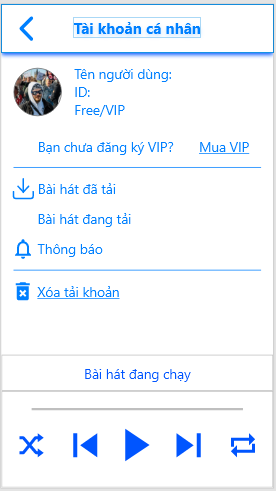 Tài khoản cá nhân
Tên người dùng:
ID:
Free/VIP
Bạn chưa đăng ký VIP? Mua VIP
Bài hát đã tải
Bài hát đang tải
Thông báo
Xóa tải khoản
Bài hát đang chạy